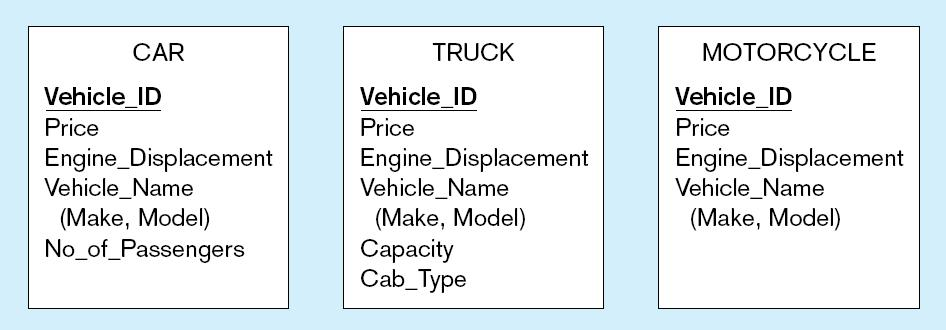 CAR
Vehicle_ID
Price
Engine_Displacement
Vehicle_Name
(Make, Model)
No_of_Passengers
TRUCK
Vehicle_ID
Price
Engine_Displacement
Vehicle_Name
(Make, Model)
Capacity
Cab_Type
MOTORCYCLE
Vehicle_ID
Price
Engine_Displacement
Vehicle_Name
(Make, Model)